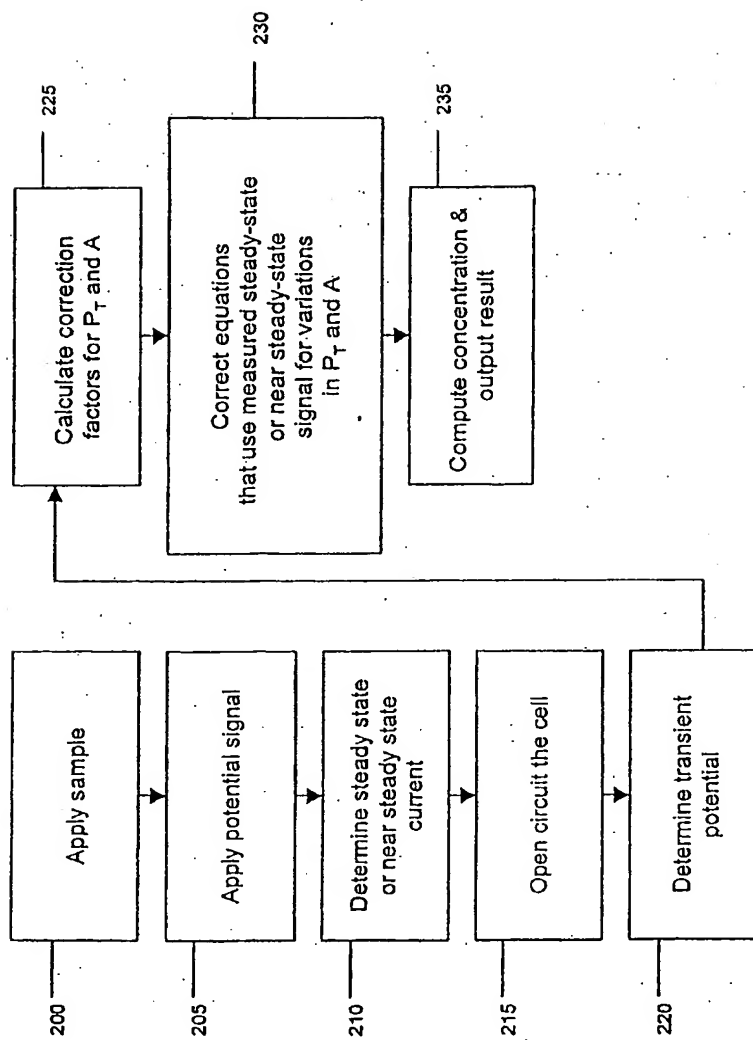 200
Apply sample
205
Apply potential signal
210
Determine steady state
or near steady state
current
215
Open circuit the cell
220
Determine transient
potential
225
Calculate correction
factors for P_T and A
230
Correct equations
that use measured steady-state
or near steady-state
signal for variations
in P_T and A
235
Compute concentration &
output result